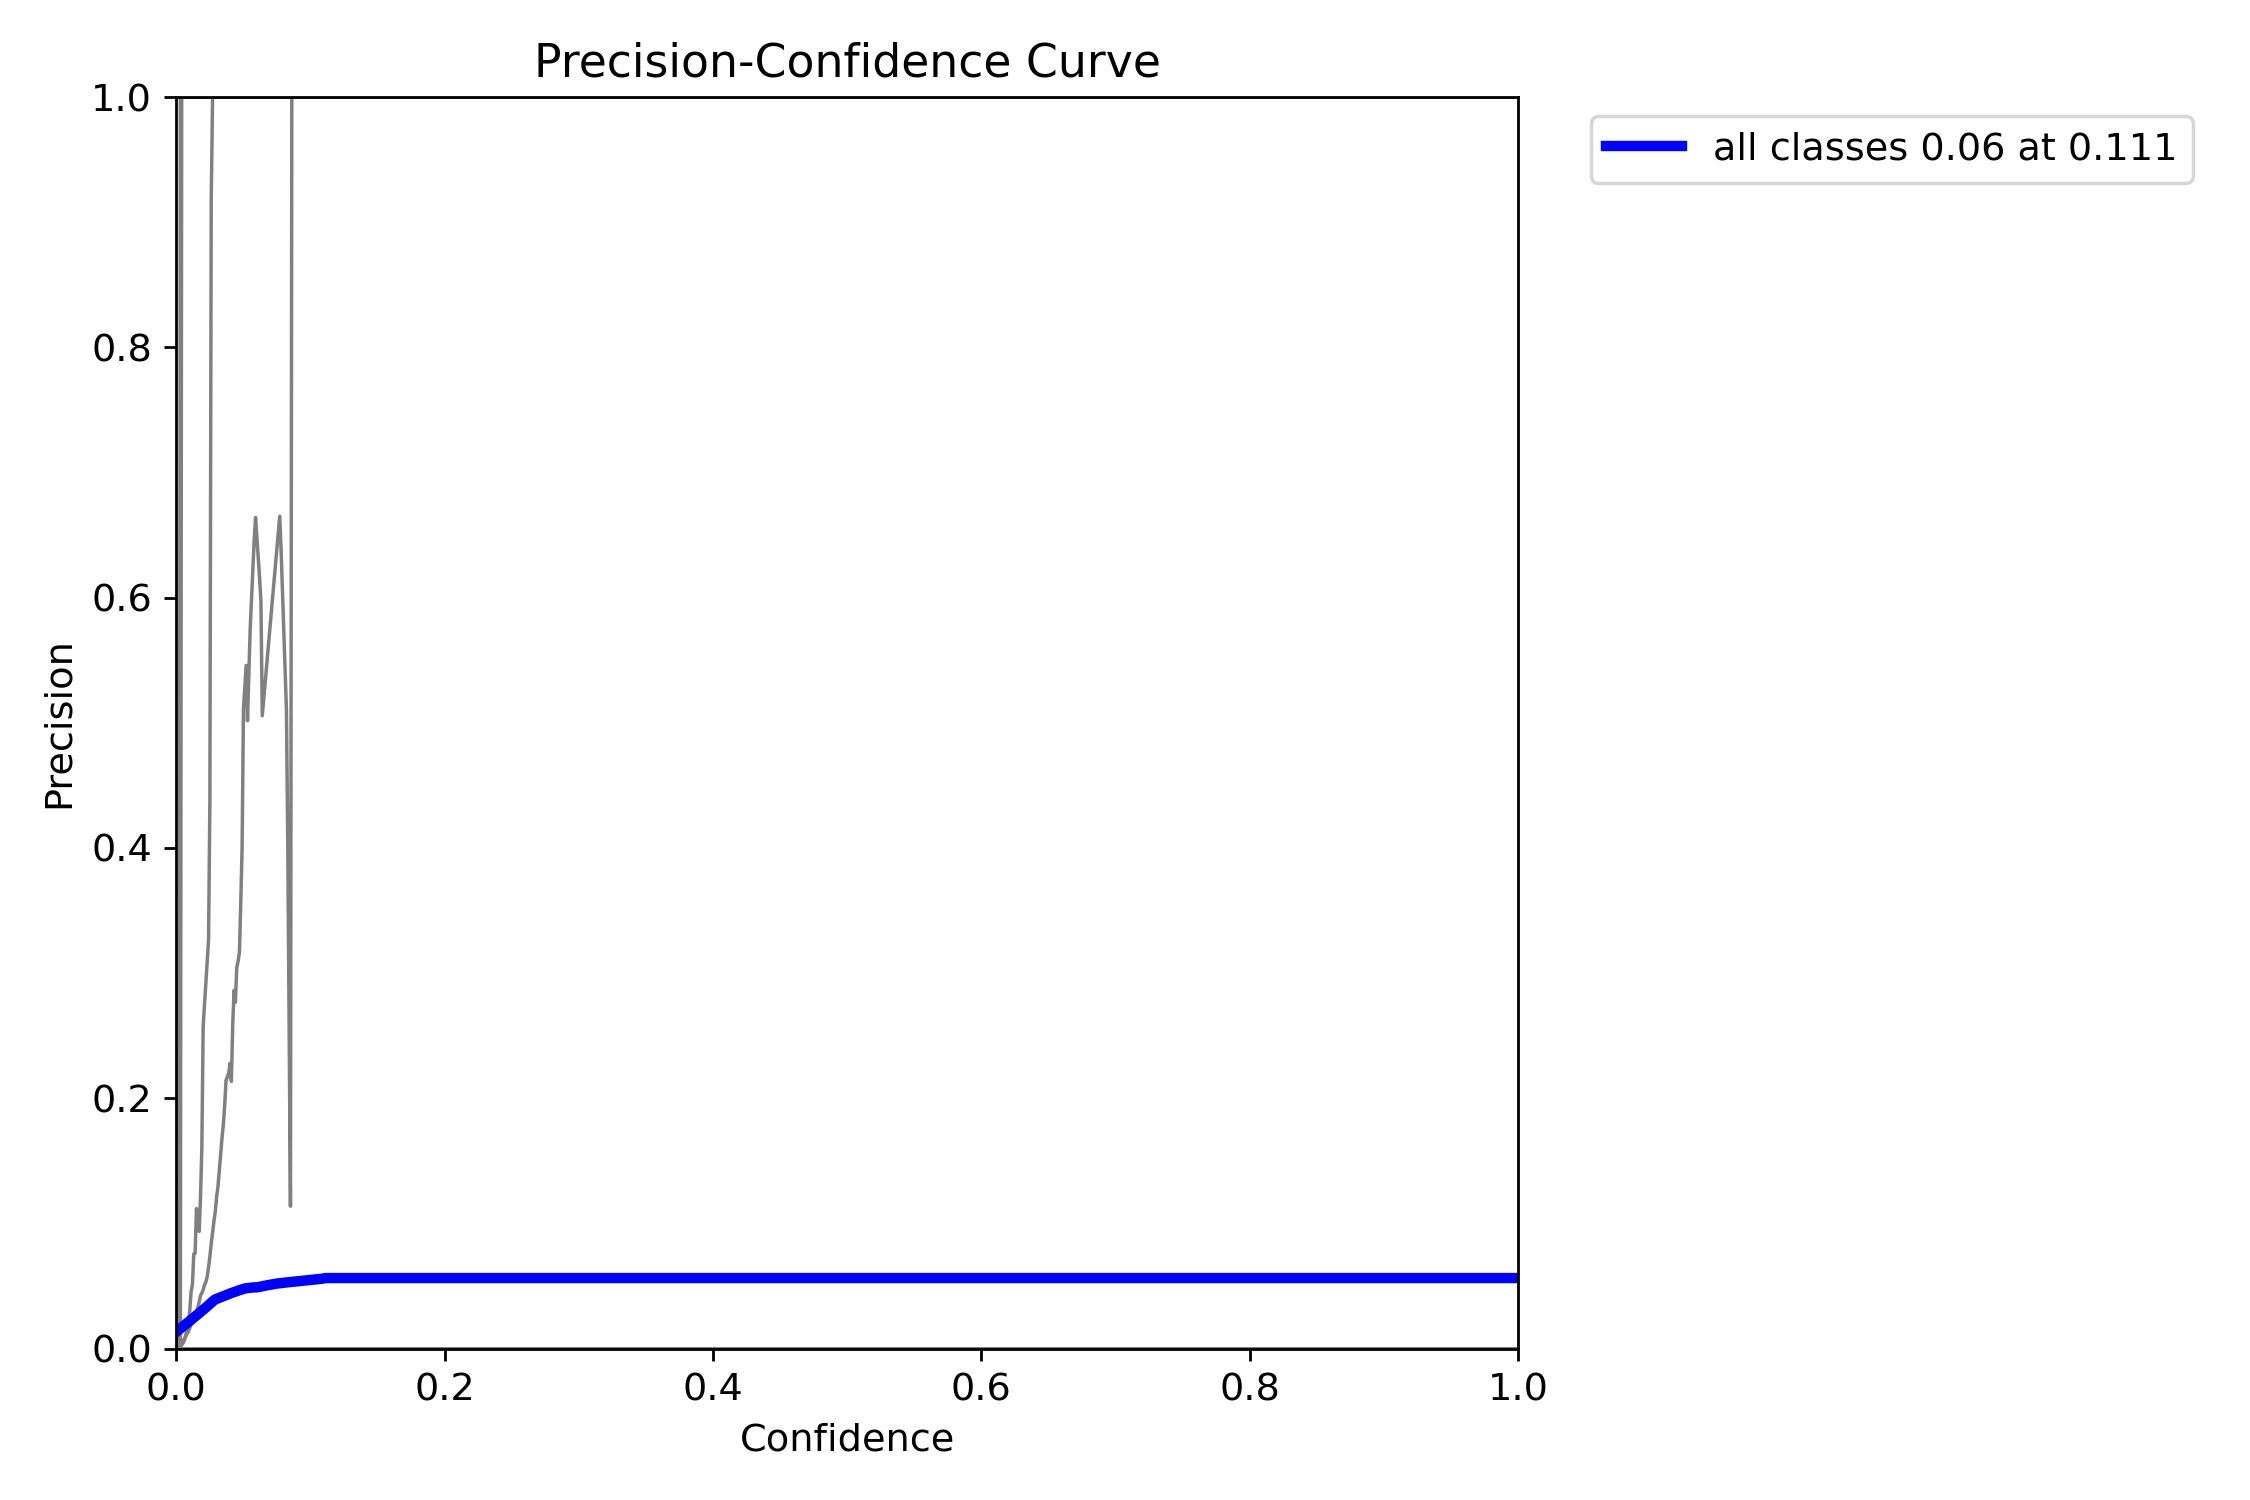 Precision-Confidence Curve
all classes 0.06 at 0.111
1.0
0.8
0.6
0.4
0.2
0.0
Precision
0.0 0.2 0.4 0.6 0.8 1.0
Confidence